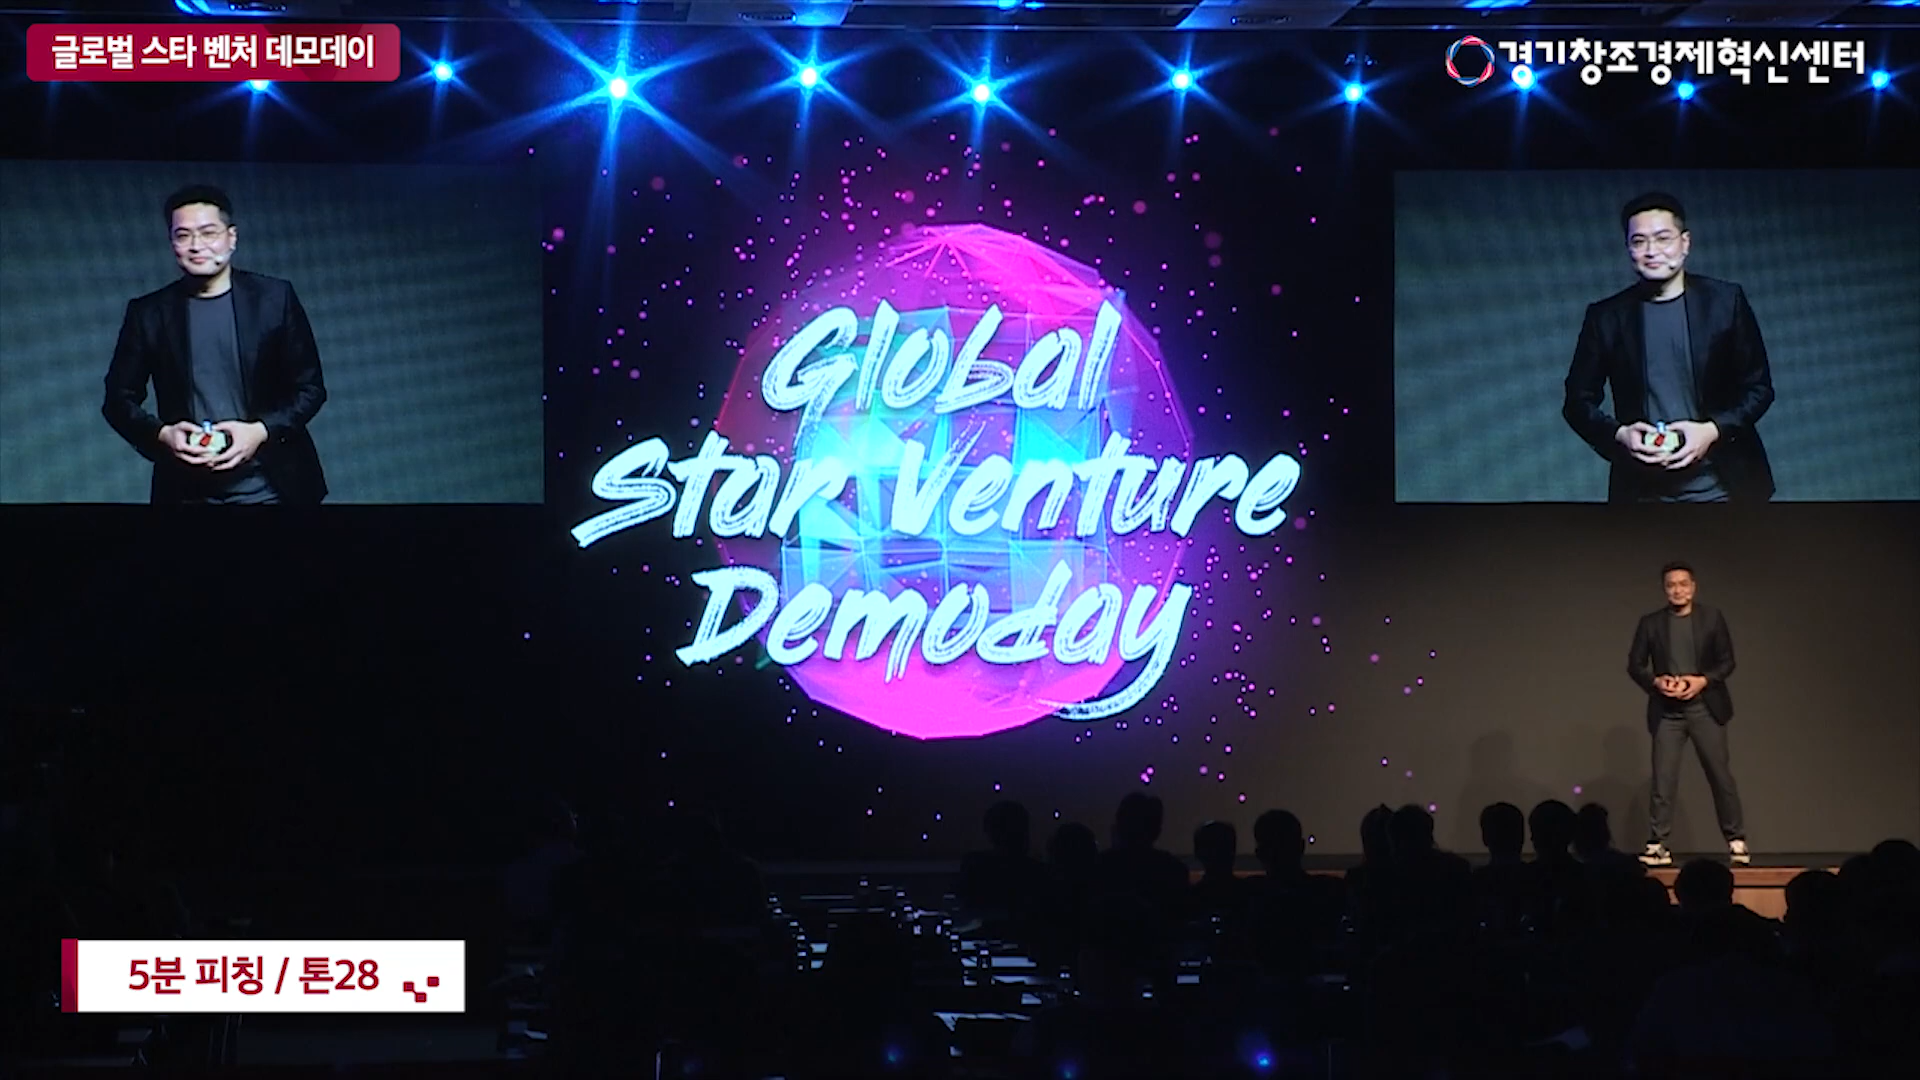 글로벌 스타 벤처 데모데이
경기창조경제혁신센터
Global
Star Venture
Demoday
5분 피칭 / 톤28